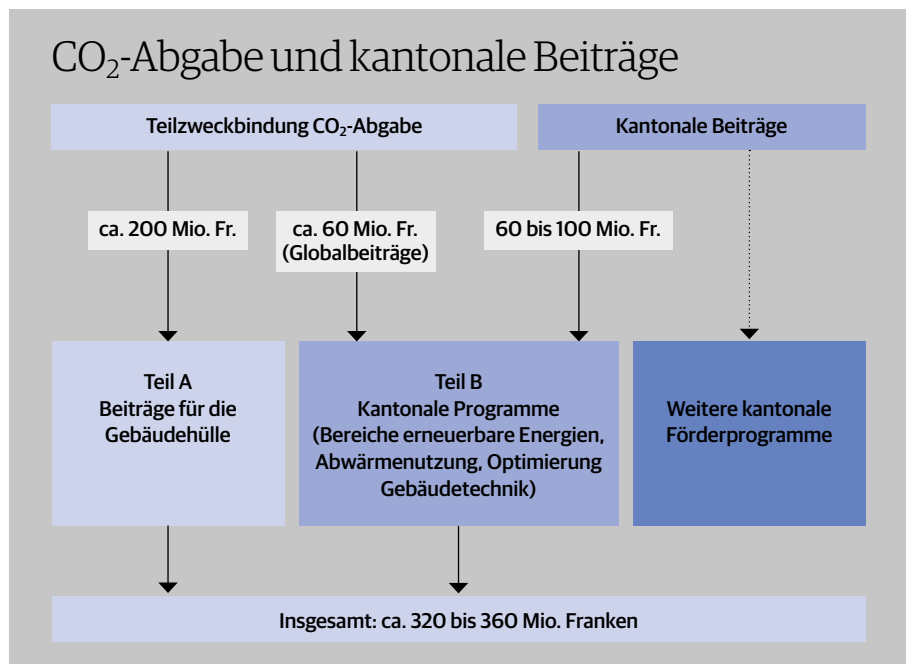 CO₂-Abgabe und kantonale Beiträge
Teilzweckbindung CO₂-Abgabe
Kantonale Beiträge
ca. 200 Mio. Fr.
ca. 60 Mio. Fr.
(Globalbeiträge)
60 bis 100 Mio. Fr.
Teil A
Beiträge für die
Gebäudehülle
Teil B
Kantonale Programme
(Bereiche erneuerbare Energien,
Abwärmenutzung, Optimierung
Gebäudetechnik)
Weitere kantonale
Förderprogramme
Insgesamt: ca. 320 bis 360 Mio. Franken